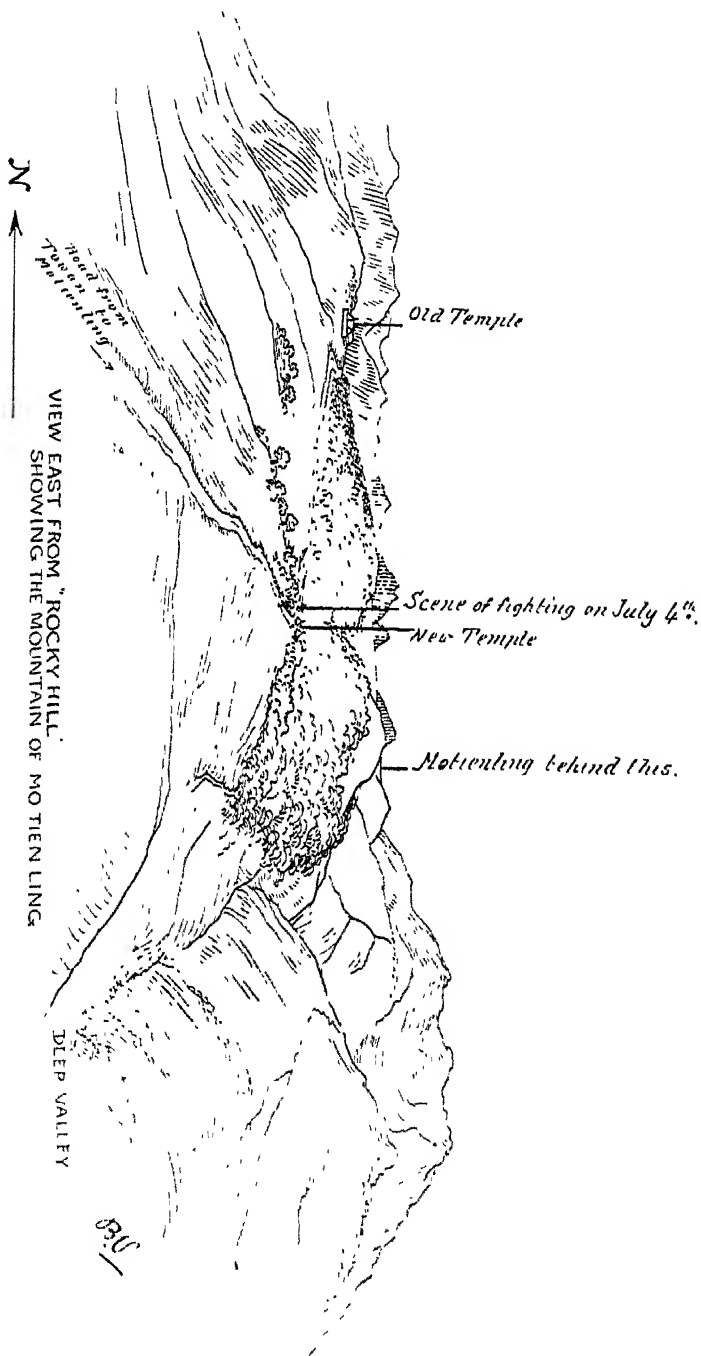 Old Temple
Scene of fighting on July 4th.
New Temple
Motienling behind this.
N
Road from
Towan to
Motienling
VIEW EAST FROM 'ROCKY HILL'
SHOWING THE MOUNTAIN OF MO TIEN LING
DEEP VALLEY